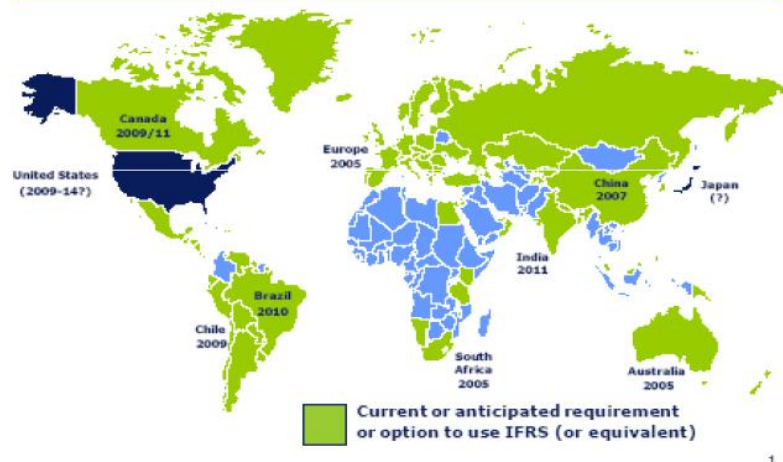 Canada
2009/11
Europe
2005
United States
(2009-14?)
China
2007
Japan
(?)
India
2011
Brazil
2010
Chile
2009
South
Africa
2005
Australia
2005
Current or anticipated requirement
or option to use IFRS (or equivalent)
1